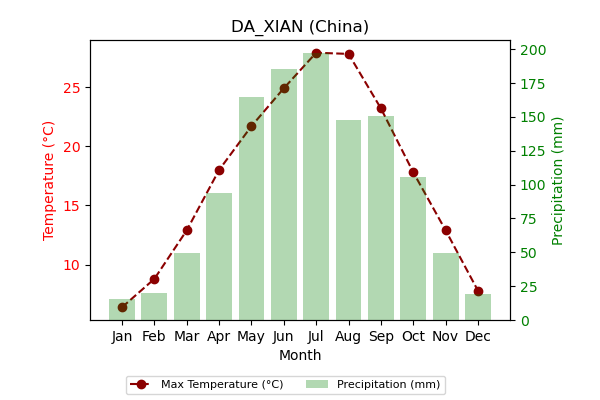 DA_XIAN (China)
Temperature (°C)
25
20
15
10
200
175
150
125
100
75
50
25
0
Precipitation (mm)
Jan Feb Mar Apr May Jun Jul Aug Sep Oct Nov Dec
Month
Max Temperature (°C) Precipitation (mm)